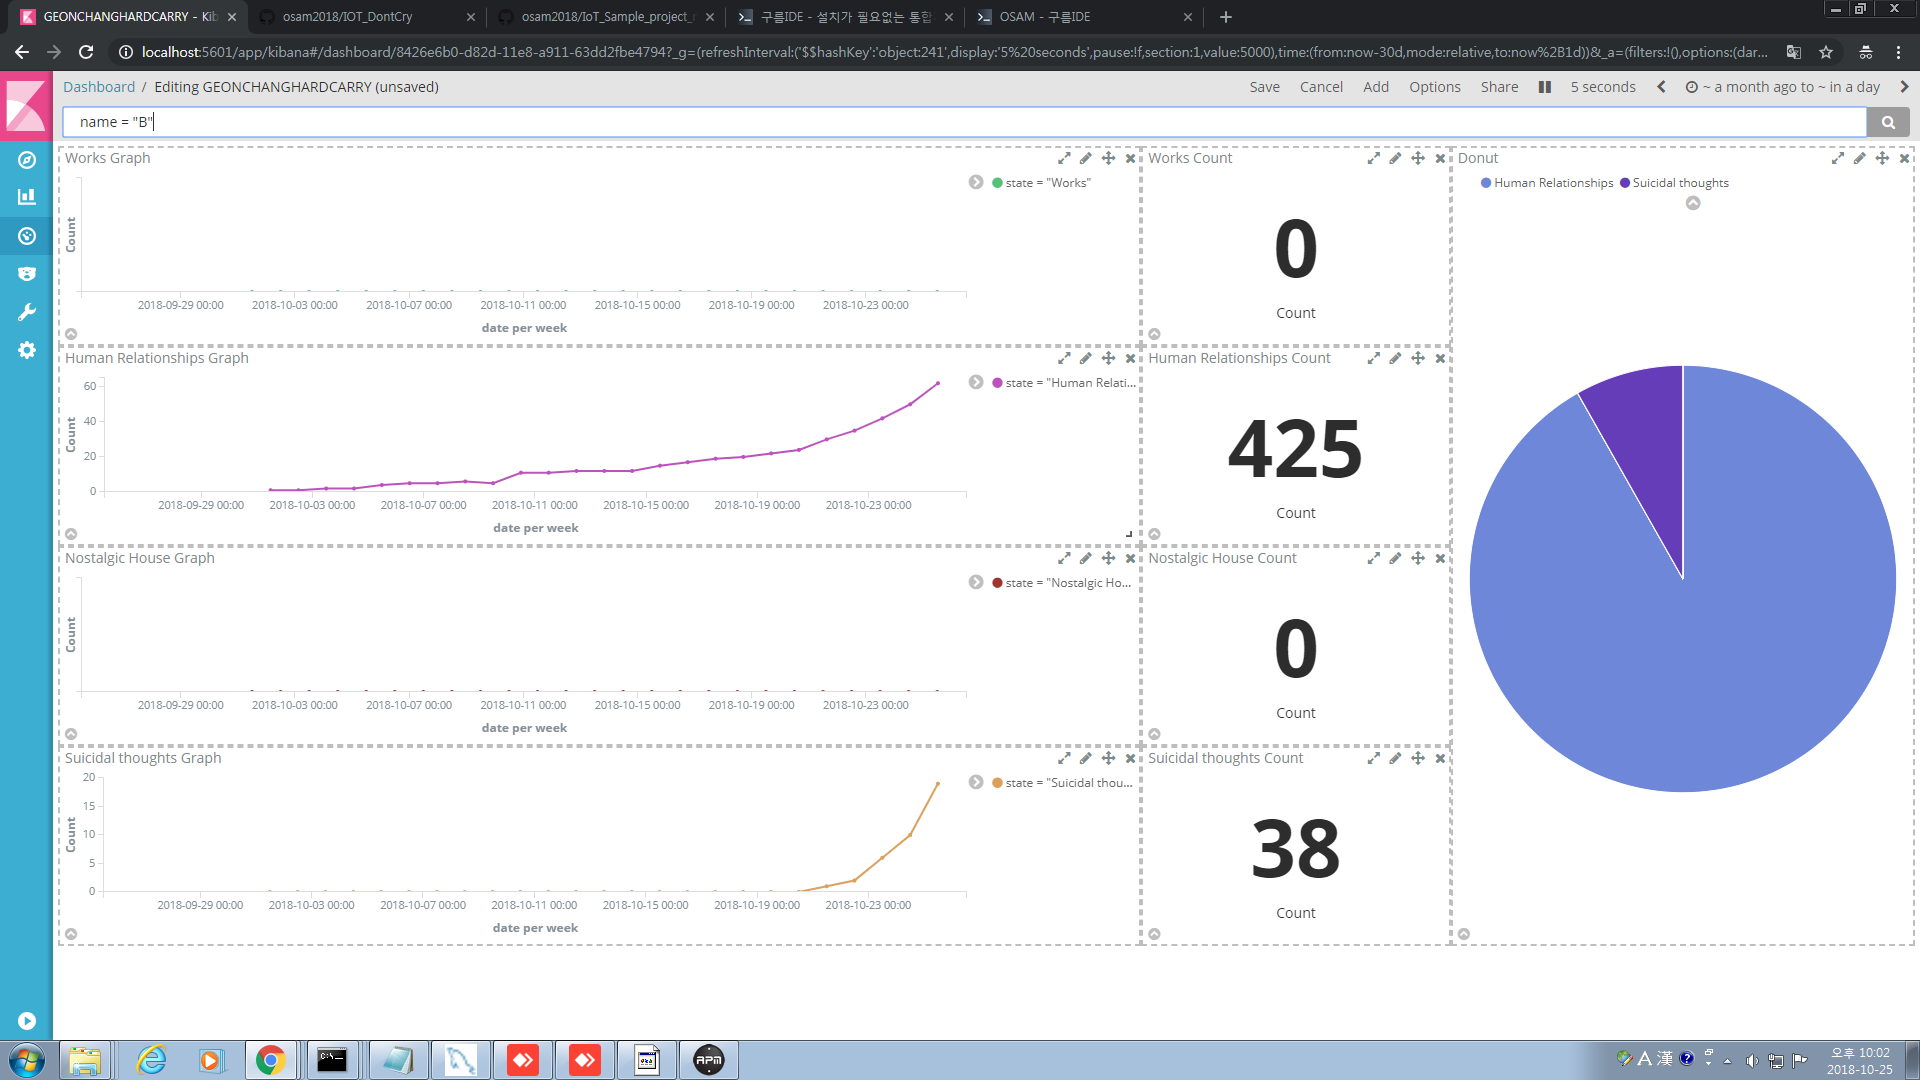 GEONCHANGHARDCARRY - Kib
osam2018/IOT_DontCry
osam2018/IoT_Sample_project_r
구름IDE - 설치가 필요없는 통합
OSAM - 구름IDE
localhost:5601/app/kibana#/dashboard/8426e6b0-d82d-11e8-a911-63dd2fbe4794?_g=(refreshInterval:('$$hashKey':'object:241',display:'5%20seconds',pause:!f,section:1,value:5000),time:(from:now-30d,mode:relative,to:now%2B1d))&_a=(filters:!(),options:(dar...
Dashboard / Editing GEONCHANGHARDCARRY (unsaved)
Save Cancel Add Options Share 5 seconds ~ a month ago to ~ in a day
name = "B"
Works Graph
state = "Works"
Count
2018-09-29 00:00 2018-10-03 00:00 2018-10-07 00:00 2018-10-11 00:00 2018-10-15 00:00 2018-10-19 00:00 2018-10-23 00:00
date per week
Works Count
0
Count
Donut
Human Relationships Suicidal thoughts
Human Relationships Graph
state = "Human Relati...
60
40
20
0
Count
2018-09-29 00:00 2018-10-03 00:00 2018-10-07 00:00 2018-10-11 00:00 2018-10-15 00:00 2018-10-19 00:00 2018-10-23 00:00
date per week
Human Relationships Count
425
Count
Nostalgic House Graph
state = "Nostalgic Ho...
Count
2018-09-29 00:00 2018-10-03 00:00 2018-10-07 00:00 2018-10-11 00:00 2018-10-15 00:00 2018-10-19 00:00 2018-10-23 00:00
date per week
Nostalgic House Count
0
Count
Suicidal thoughts Graph
state = "Suicidal thou...
20
15
10
5
0
Count
2018-09-29 00:00 2018-10-03 00:00 2018-10-07 00:00 2018-10-11 00:00 2018-10-15 00:00 2018-10-19 00:00 2018-10-23 00:00
date per week
Suicidal thoughts Count
38
Count
C:\_
APM
A 漢
오후 10:02
2018-10-25